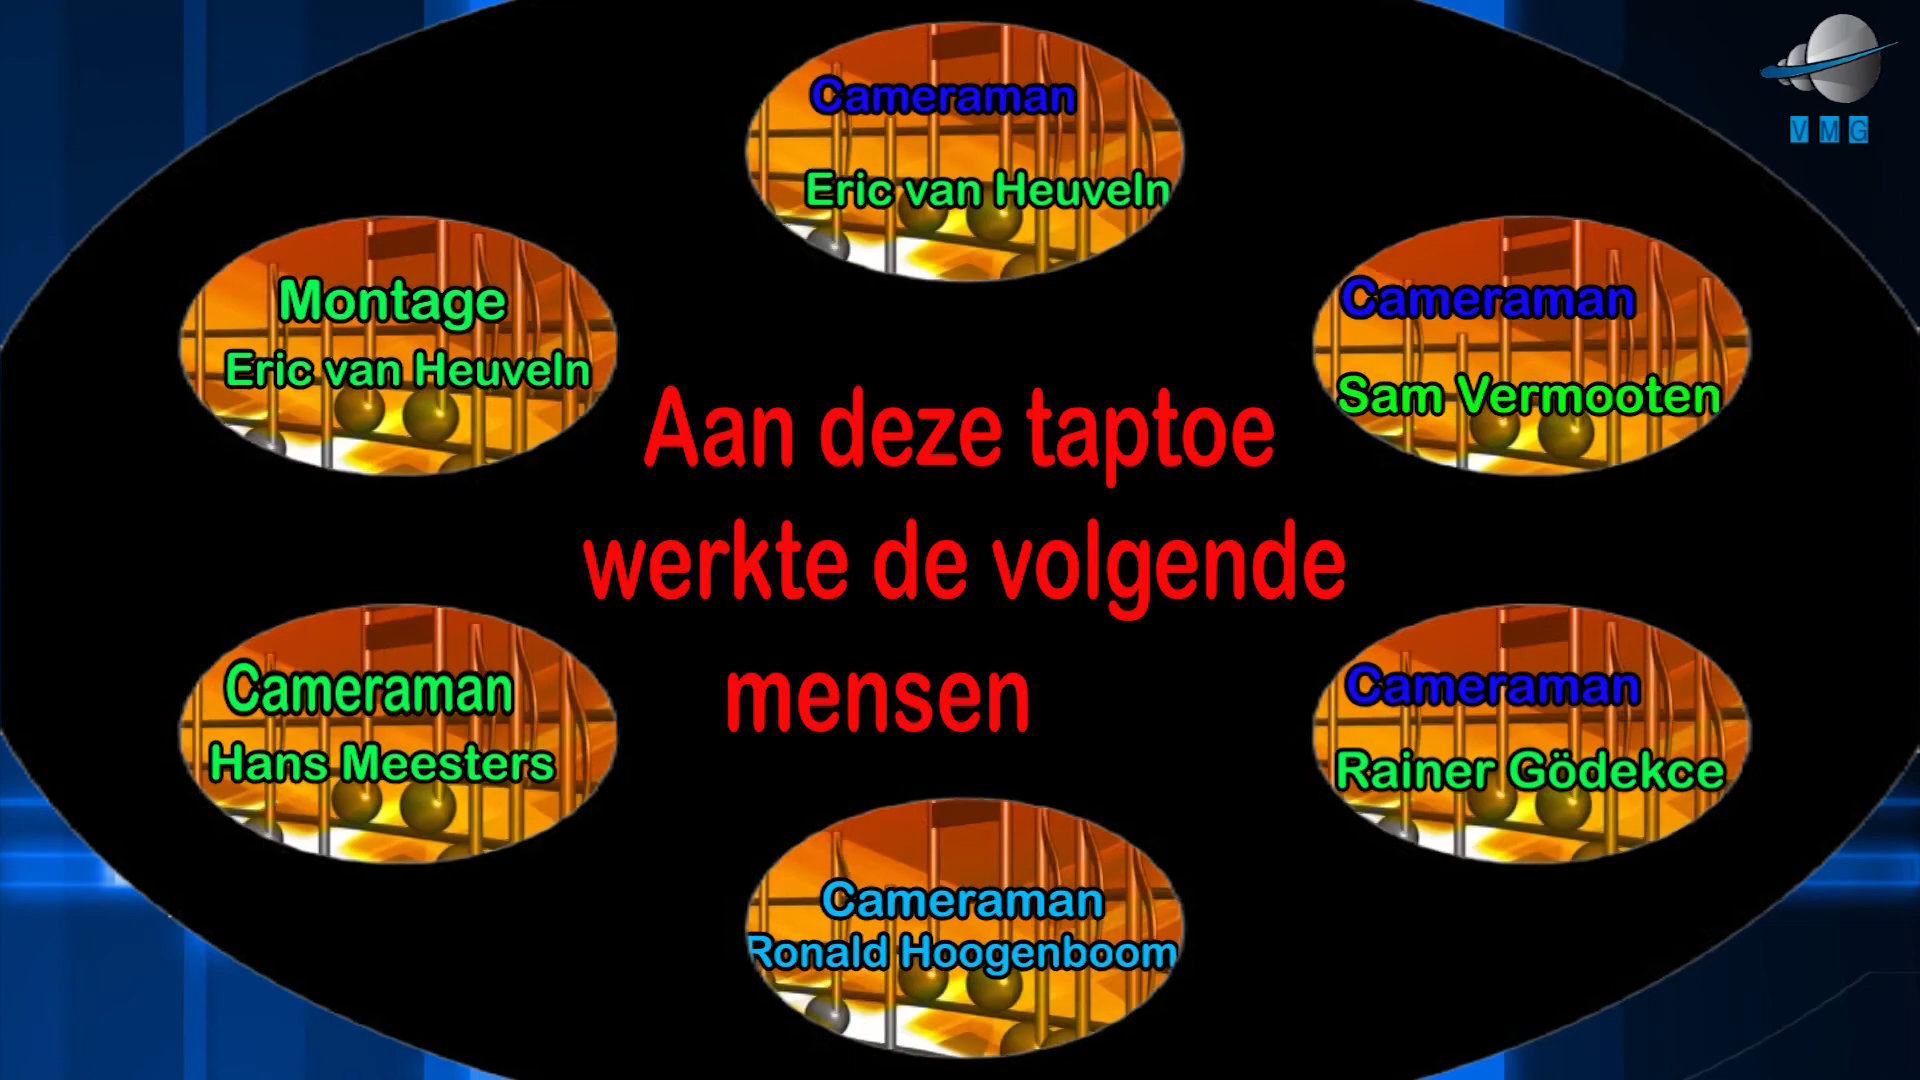 Cameraman
Eric van Heuveln
V M G
Montage
Eric van Heuveln
Cameraman
Sam Vermooten
Aan deze taptoe
werkte de volgende
mensen
Cameraman
Hans Meesters
Cameraman
Rainer Gödekce
Cameraman
Ronald Hoogenboom